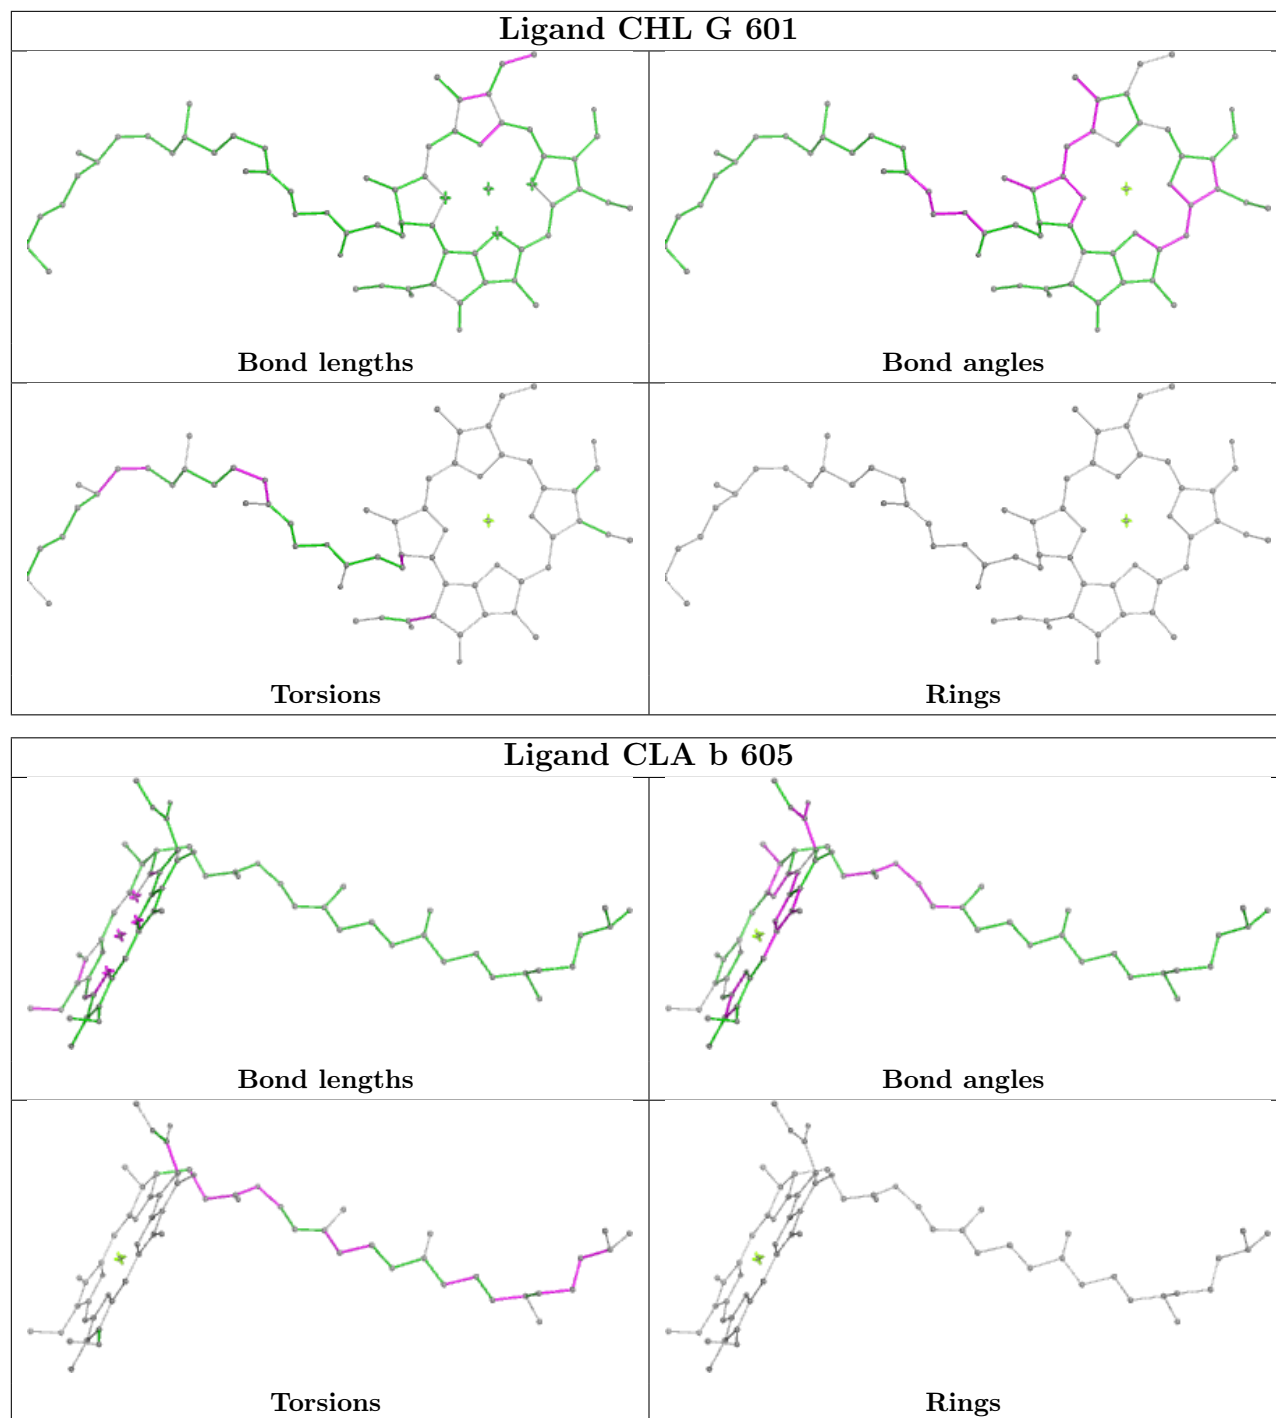 Ligand CHL G 601
Bond lengths
Bond angles
Torsions
Rings
Ligand CLA b 605
Bond lengths
Bond angles
Torsions
Rings